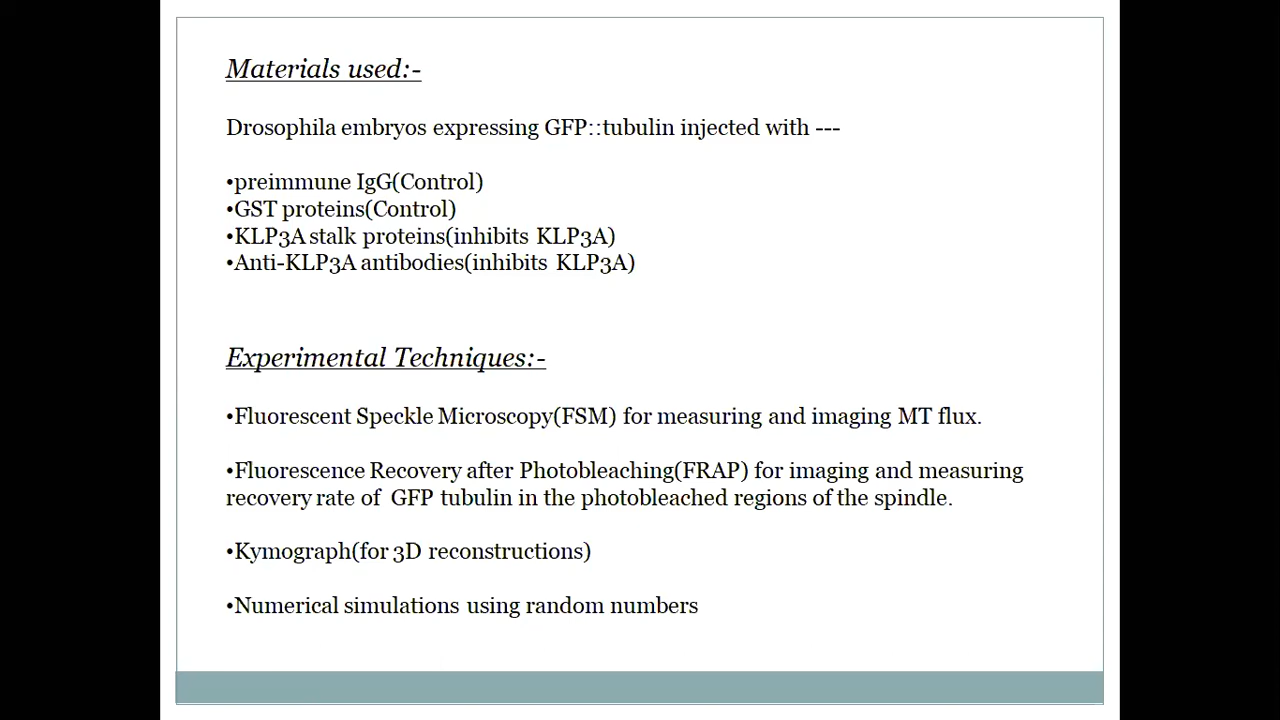 Materials used:-
Drosophila embryos expressing GFP::tubulin injected with ---
•preimmune IgG(Control)
•GST proteins(Control)
•KLP3A stalk proteins(inhibits KLP3A)
•Anti-KLP3A antibodies(inhibits KLP3A)
Experimental Techniques:-
•Fluorescent Speckle Microscopy(FSM) for measuring and imaging MT flux.
•Fluorescence Recovery after Photobleaching(FRAP) for imaging and measuring
recovery rate of GFP tubulin in the photobleached regions of the spindle.
•Kymograph(for 3D reconstructions)
•Numerical simulations using random numbers